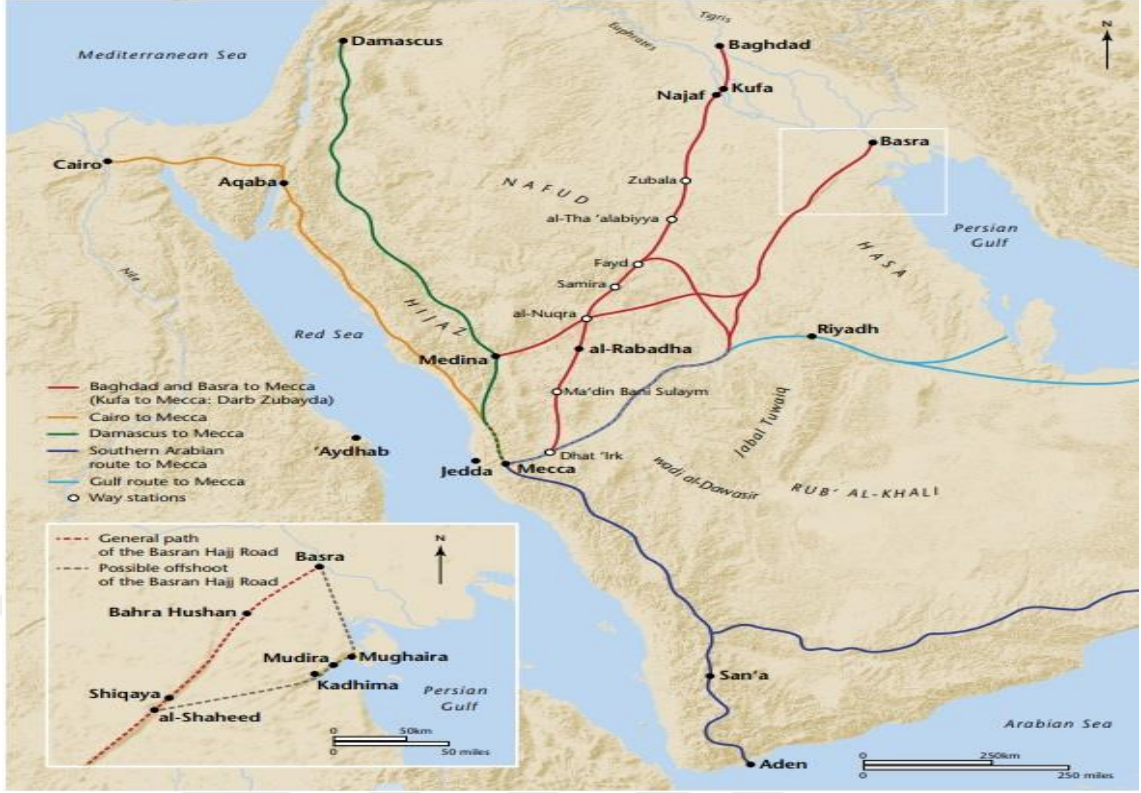 Mediterranean Sea
Damascus
Tigris
Euphrates
Baghdad
N
Kufa
Najaf
Basra
Cairo
Aqaba
NAFUD
Zubala
al-Tha 'alabiyya
Persian
Gulf
HASA
Fayd
Samira
Nile
HIJAZ
al-Nuqra
Red Sea
Riyadh
Medina
al-Rabadha
Ma'din Bani Sulaym
Baghdad and Basra to Mecca
(Kufa to Mecca: Darb Zubayda)
Cairo to Mecca
Damascus to Mecca
Southern Arabian
route to Mecca
Gulf route to Mecca
Way stations
'Aydhab
Jedda
Mecca
Dhat 'Irk
Jabal Tuwaiq
wadi al-Dawasir
RUB' AL-KHALI
General path
of the Basran Hajj Road
Possible offshoot
of the Basran Hajj Road
Basra
N
Bahra Hushan
Mudira
Mughaira
Kadhima
Shiqaya
al-Shaheed
Persian
Gulf
0 50km
0 50 miles
San'a
Arabian Sea
Aden
0 250km
0 250 miles